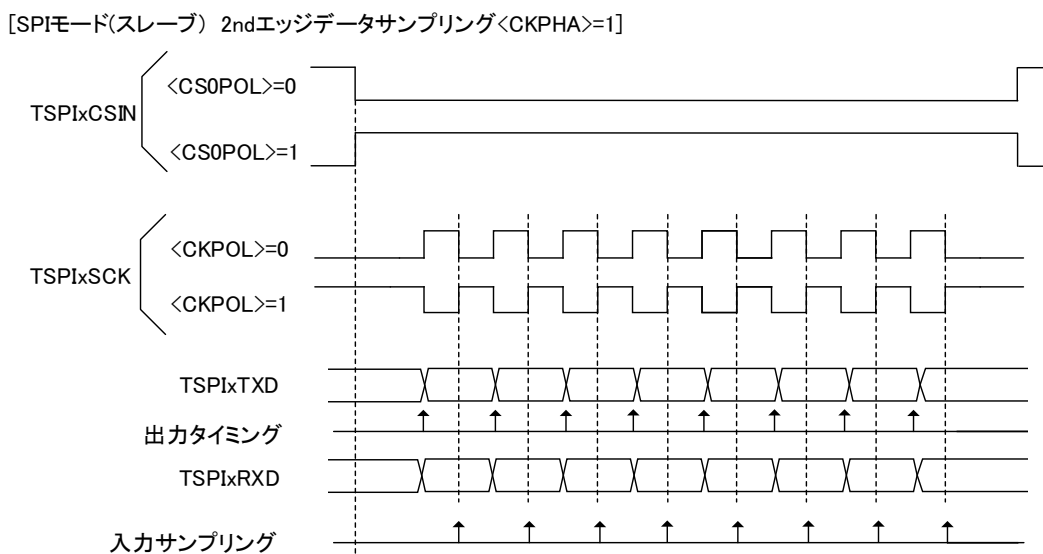 [SPIモード(スレーブ) 2ndエッジデータサンプリング<CKPHA>=1]
<CS0POL>=0
TSPIxCSIN
<CS0POL>=1
<CKPOL>=0
TSPIxSCK
<CKPOL>=1
TSPIxTXD
出力タイミング
TSPIxRXD
入力サンプリング